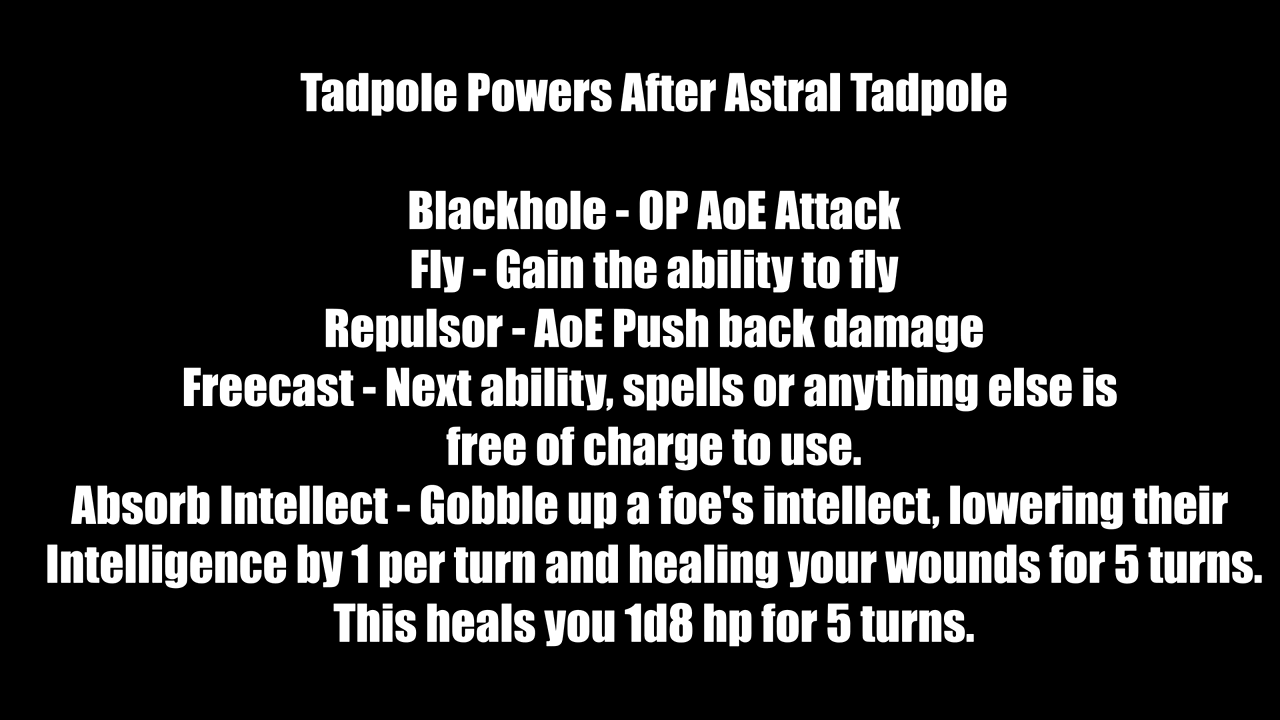 Tadpole Powers After Astral Tadpole
Blackhole - OP AoE Attack
Fly - Gain the ability to fly
Repulsor - AoE Push back damage
Freecast - Next ability, spells or anything else is
free of charge to use.
Absorb Intellect - Gobble up a foe's intellect, lowering their
Intelligence by 1 per turn and healing your wounds for 5 turns.
This heals you 1d8 hp for 5 turns.